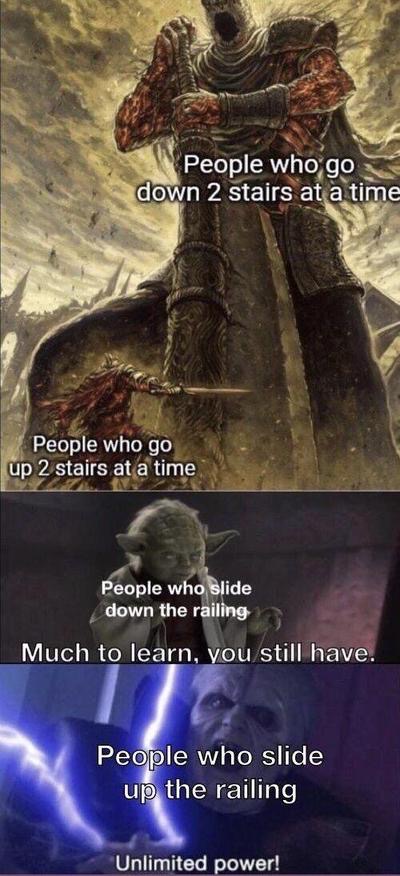 People who go
down 2 stairs at a time
People who go
up 2 stairs at a time
People who slide
down the railing
Much to learn, you still have.
People who slide
up the railing
Unlimited power!